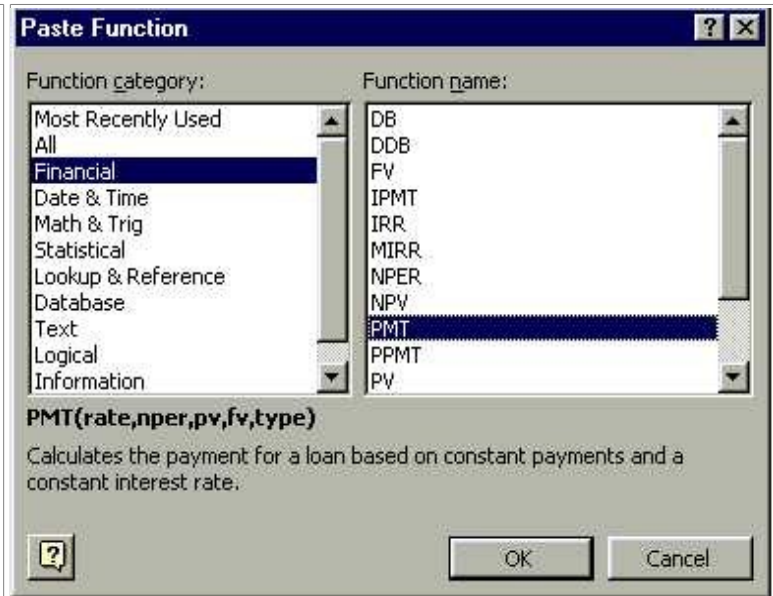 Paste Function
Function category:
Most Recently Used
All
Financial
Date & Time
Math & Trig
Statistical
Lookup & Reference
Database
Text
Logical
Information
Function name:
DB
DDB
FV
IPMT
IRR
MIRR
NPER
NPV
PMT
PPMT
PV
PMT(rate,nper,pv,fv,type)
Calculates the payment for a loan based on constant payments and a
constant interest rate.
OK
Cancel